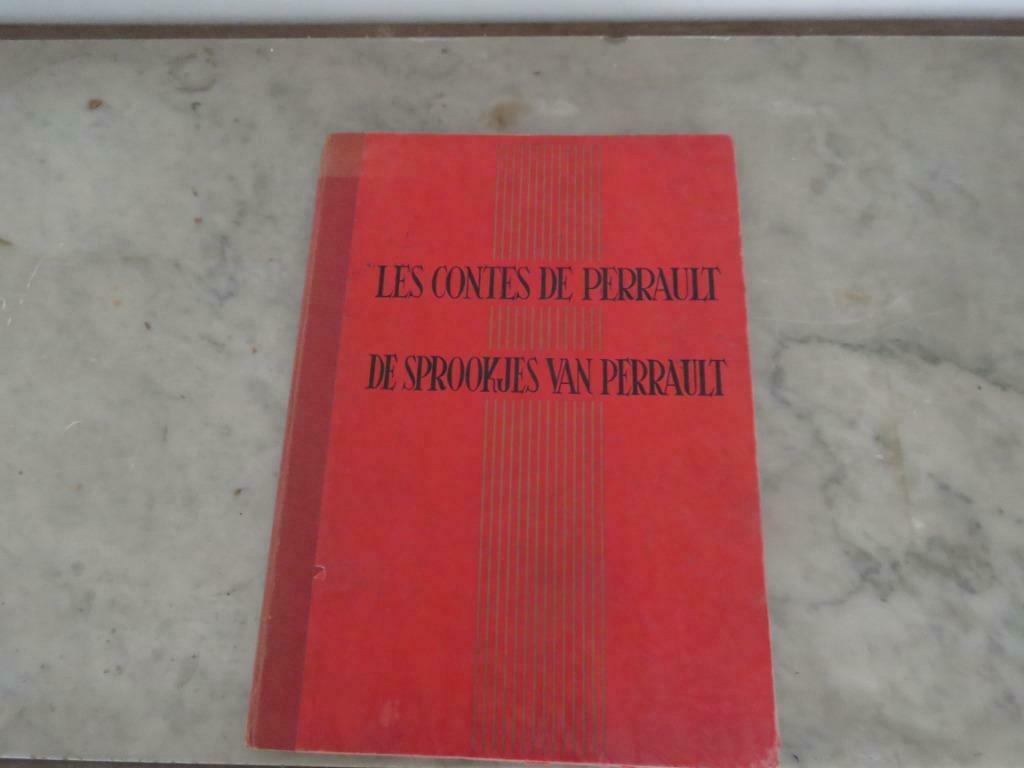 LES CONTES DE PERRAULT
DE SPROOKJES VAN PERRAULT